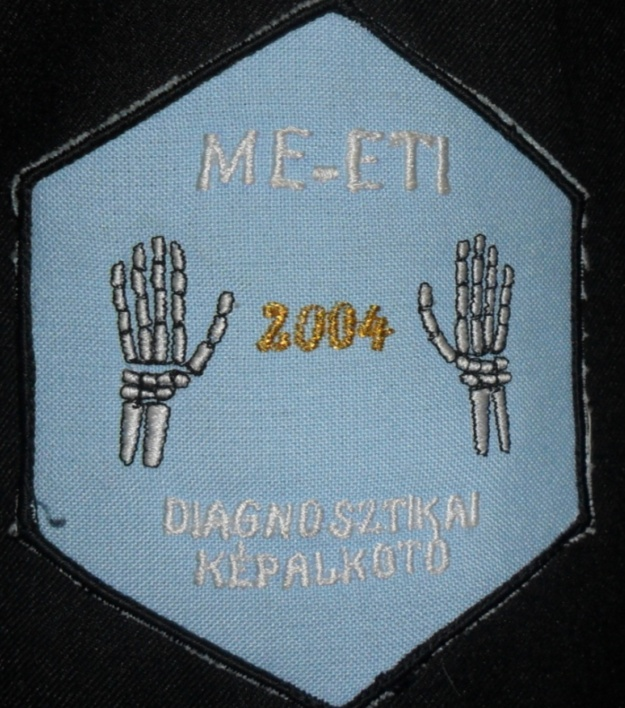 ME-ETI
2004
DIAGNOSZTIKAI
KÉPALKOTÓ